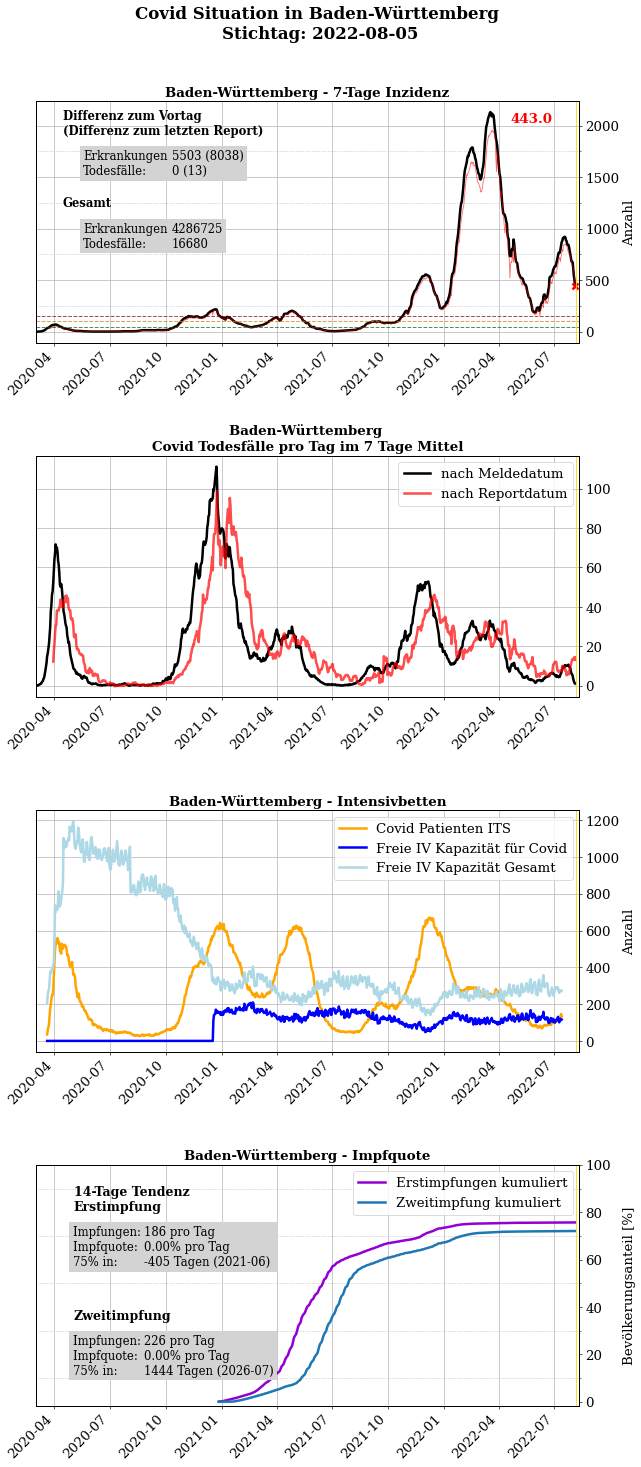 Covid Situation in Baden-Württemberg
Stichtag: 2022-08-05
Baden-Württemberg - 7-Tage Inzidenz
Differenz zum Vortag
(Differenz zum letzten Report)
Erkrankungen 5503 (8038)
Todesfälle: 0 (13)
Gesamt
Erkrankungen 4286725
Todesfälle: 16680
443.0
2000
1500
1000
500
0
Anzahl
2020-04 2020-07 2020-10 2021-01 2021-04 2021-07 2021-10 2022-01 2022-04 2022-07
Baden-Württemberg
Covid Todesfälle pro Tag im 7 Tage Mittel
nach Meldedatum
nach Reportdatum
100
80
60
40
20
0
2020-04 2020-07 2020-10 2021-01 2021-04 2021-07 2021-10 2022-01 2022-04 2022-07
Baden-Württemberg - Intensivbetten
Covid Patienten ITS
Freie IV Kapazität für Covid
Freie IV Kapazität Gesamt
1200
1000
800
600
400
200
0
Anzahl
2020-04 2020-07 2020-10 2021-01 2021-04 2021-07 2021-10 2022-01 2022-04 2022-07
Baden-Württemberg - Impfquote
14-Tage Tendenz
Erstimpfung
Impfungen: 186 pro Tag
Impfquote: 0.00% pro Tag
75% in: -405 Tagen (2021-06)
Zweitimpfung
Impfungen: 226 pro Tag
Impfquote: 0.00% pro Tag
75% in: 1444 Tagen (2026-07)
Erstimpfungen kumuliert
Zweitimpfung kumuliert
100
80
60
40
20
0
Bevölkerungsanteil [%]
2020-04 2020-07 2020-10 2021-01 2021-04 2021-07 2021-10 2022-01 2022-04 2022-07